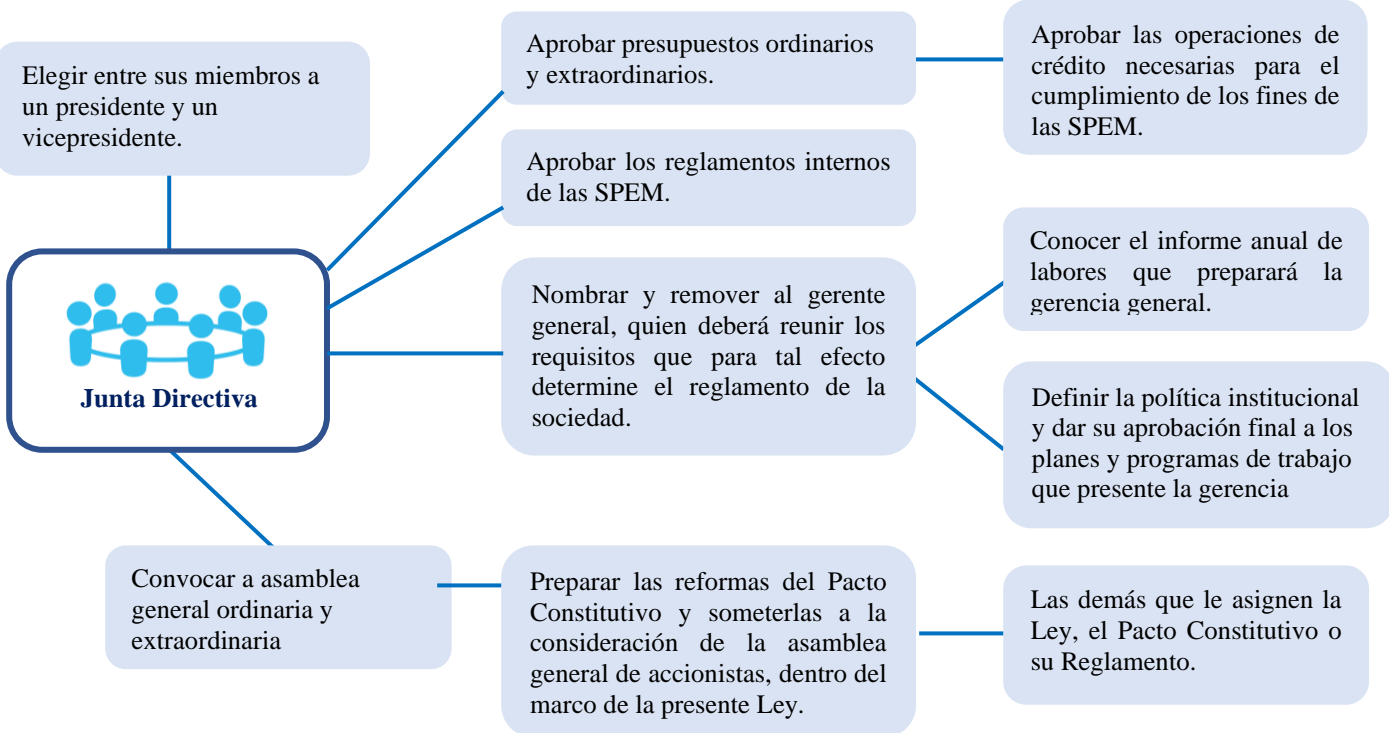 Elegir entre sus miembros a
un presidente y un
vicepresidente.
Aprobar presupuestos ordinarios
y extraordinarios.
Aprobar las operaciones de
crédito necesarias para el
cumplimiento de los fines de
las SPEM.
Aprobar los reglamentos internos
de las SPEM.
Junta Directiva
Nombrar y remover al gerente
general, quien deberá reunir los
requisitos que para tal efecto
determine el reglamento de la
sociedad.
Conocer el informe anual de
labores que preparará la
gerencia general.
Definir la política institucional
y dar su aprobación final a los
planes y programas de trabajo
que presente la gerencia
Convocar a asamblea
general ordinaria y
extraordinaria
Preparar las reformas del Pacto
Constitutivo y someterlas a la
consideración de la asamblea
general de accionistas, dentro del
marco de la presente Ley.
Las demás que le asignen la
Ley, el Pacto Constitutivo o
su Reglamento.